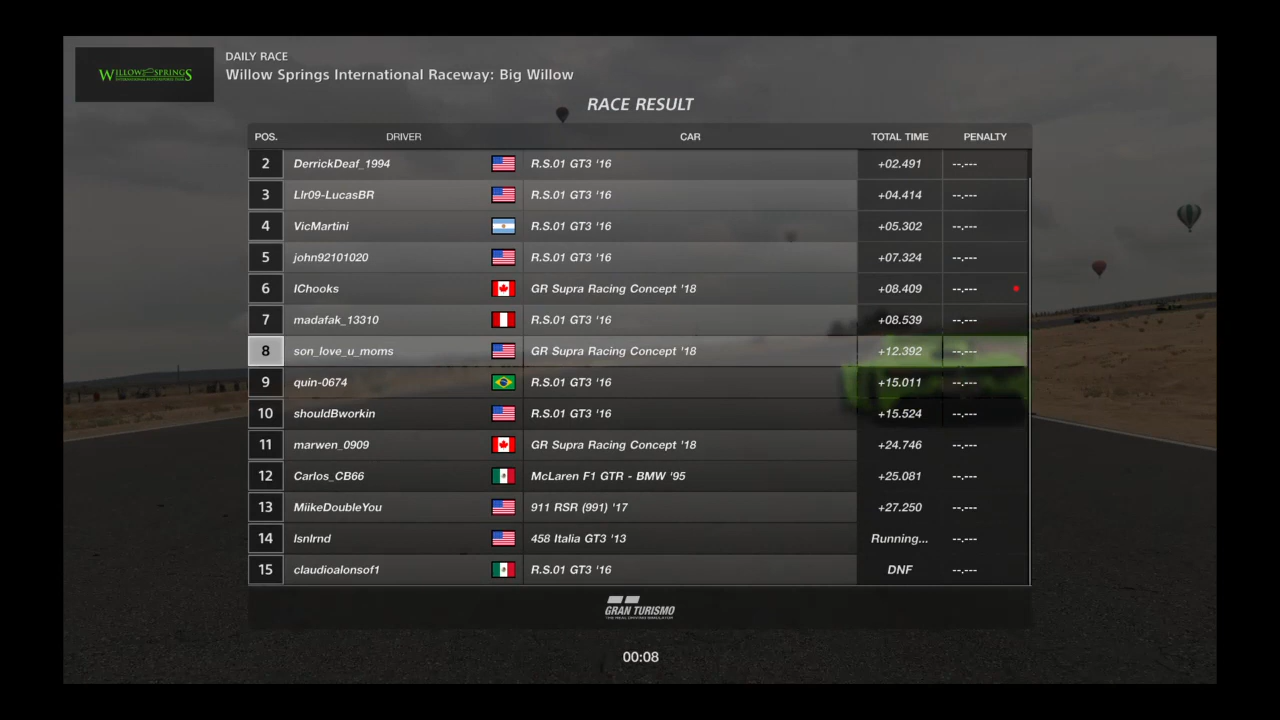 WILLOW SPRINGS
DAILY RACE
Willow Springs International Raceway: Big Willow
RACE RESULT
POS. DRIVER CAR TOTAL TIME PENALTY
2 DerrickDeaf_1994 R.S.01 GT3 '16 +02.491 --.---
3 Llr09-LucasBR R.S.01 GT3 '16 +04.414 --.---
4 VicMartini R.S.01 GT3 '16 +05.302 --.---
5 john92101020 R.S.01 GT3 '16 +07.324 --.---
6 IChooks GR Supra Racing Concept '18 +08.409 --.---
7 madafak_13310 R.S.01 GT3 '16 +08.539 --.---
8 son_love_u_moms GR Supra Racing Concept '18 +12.392 --.---
9 quin-0674 R.S.01 GT3 '16 +15.011 --.---
10 shouldBworkin R.S.01 GT3 '16 +15.524 --.---
11 marwen_0909 GR Supra Racing Concept '18 +24.746 --.---
12 Carlos_CB66 McLaren F1 GTR - BMW '95 +25.081 --.---
13 MiikeDoubleYou 911 RSR (991) '17 +27.250 --.---
14 lsnlrnd 458 Italia GT3 '13 Running... --.---
15 claudioalonsof1 R.S.01 GT3 '16 DNF --.---
GRAN TURISMO
THE REAL DRIVING SIMULATOR
00:08